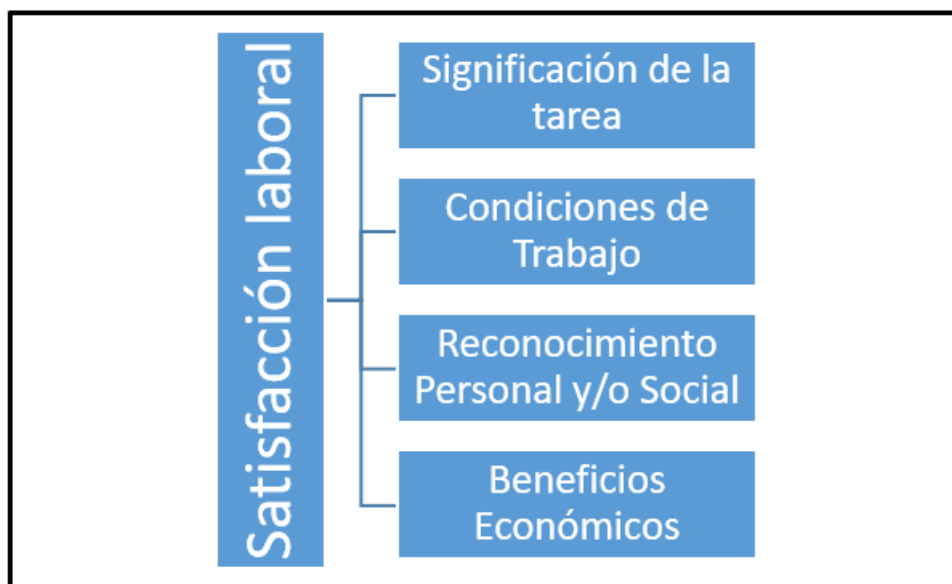 Satisfacción laboral
Significación de la
tarea
Condiciones de
Trabajo
Reconocimiento
Personal y/o Social
Beneficios
Económicos